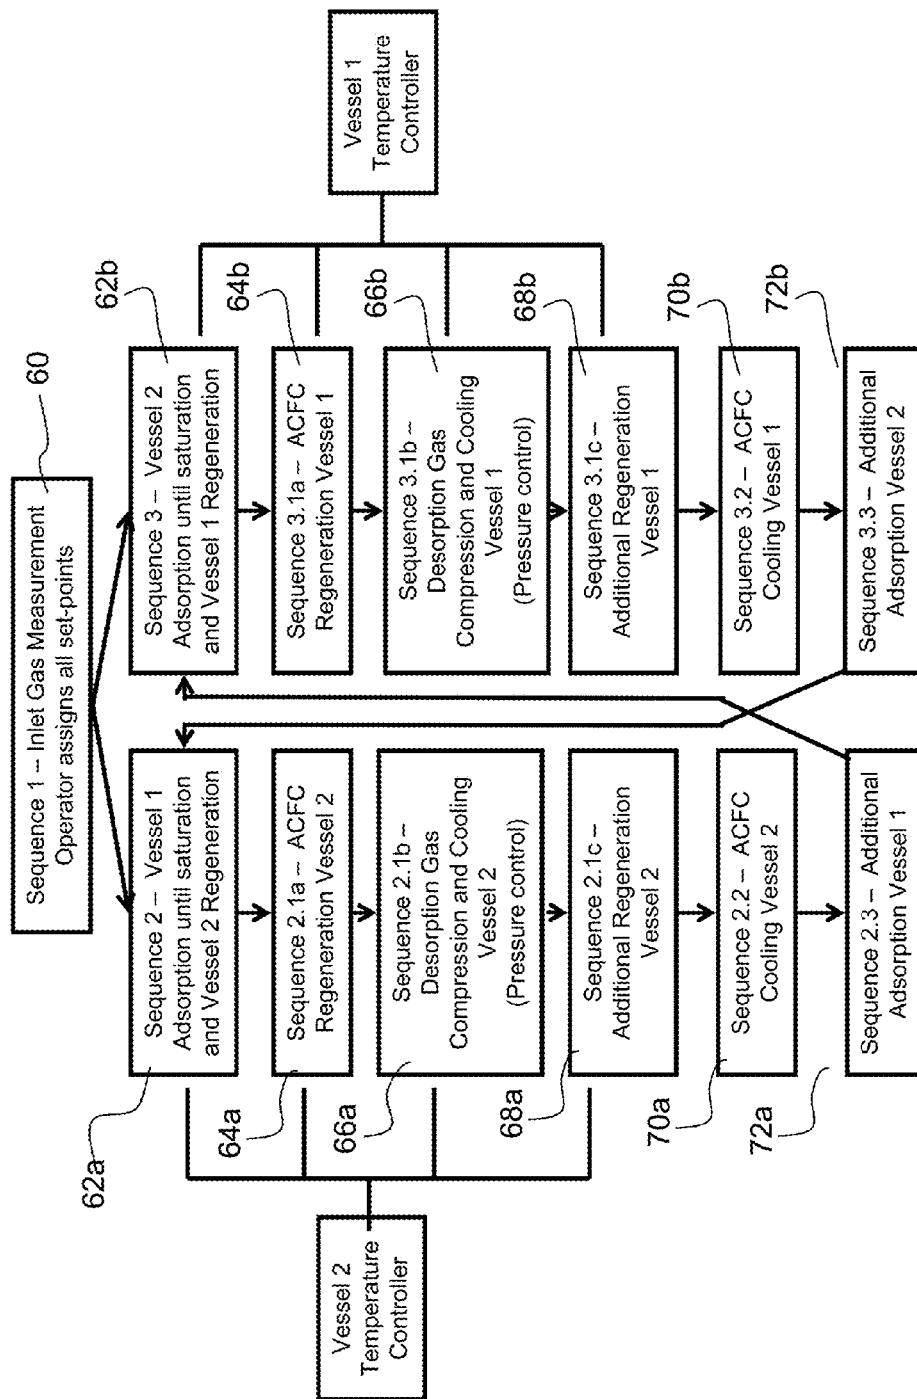 Sequence 1 – Inlet Gas Measurement
Operator assigns all set-points
60
Sequence 2 – Vessel 1
Adsorption until saturation
and Vessel 2 Regeneration
62a
Sequence 2.1a – ACFC
Regeneration Vessel 2
64a
Sequence 2.1b –
Desorption Gas
Compression and Cooling
Vessel 2
(Pressure control)
66a
Sequence 2.1c –
Additional Regeneration
Vessel 2
68a
Sequence 2.2 – ACFC
Cooling Vessel 2
70a
Sequence 2.3 – Additional
Adsorption Vessel 1
72a
Vessel 2
Temperature
Controller
Sequence 3 – Vessel 2
Adsorption until saturation
and Vessel 1 Regeneration
62b
Sequence 3.1a – ACFC
Regeneration Vessel 1
64b
Sequence 3.1b –
Desorption Gas
Compression and Cooling
Vessel 1
(Pressure control)
66b
Sequence 3.1c –
Additional Regeneration
Vessel 1
68b
Sequence 3.2 – ACFC
Cooling Vessel 1
70b
Sequence 3.3 – Additional
Adsorption Vessel 2
72b
Vessel 1
Temperature
Controller